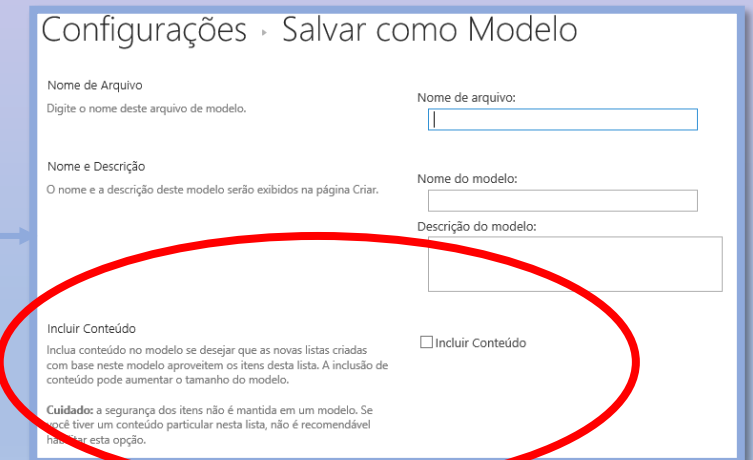 Configurações ▸ Salvar como Modelo
Nome de Arquivo
Digite o nome deste arquivo de modelo.
Nome de arquivo:
Nome e Descrição
O nome e a descrição deste modelo serão exibidos na página Criar.
Nome do modelo:
Descrição do modelo:
Incluir Conteúdo
Inclua conteúdo no modelo se desejar que as novas listas criadas
com base neste modelo aproveitem os itens desta lista. A inclusão de
conteúdo pode aumentar o tamanho do modelo.
Cuidado: a segurança dos itens não é mantida em um modelo. Se
você tiver um conteúdo particular nesta lista, não é recomendável
habilitar esta opção.
Incluir Conteúdo